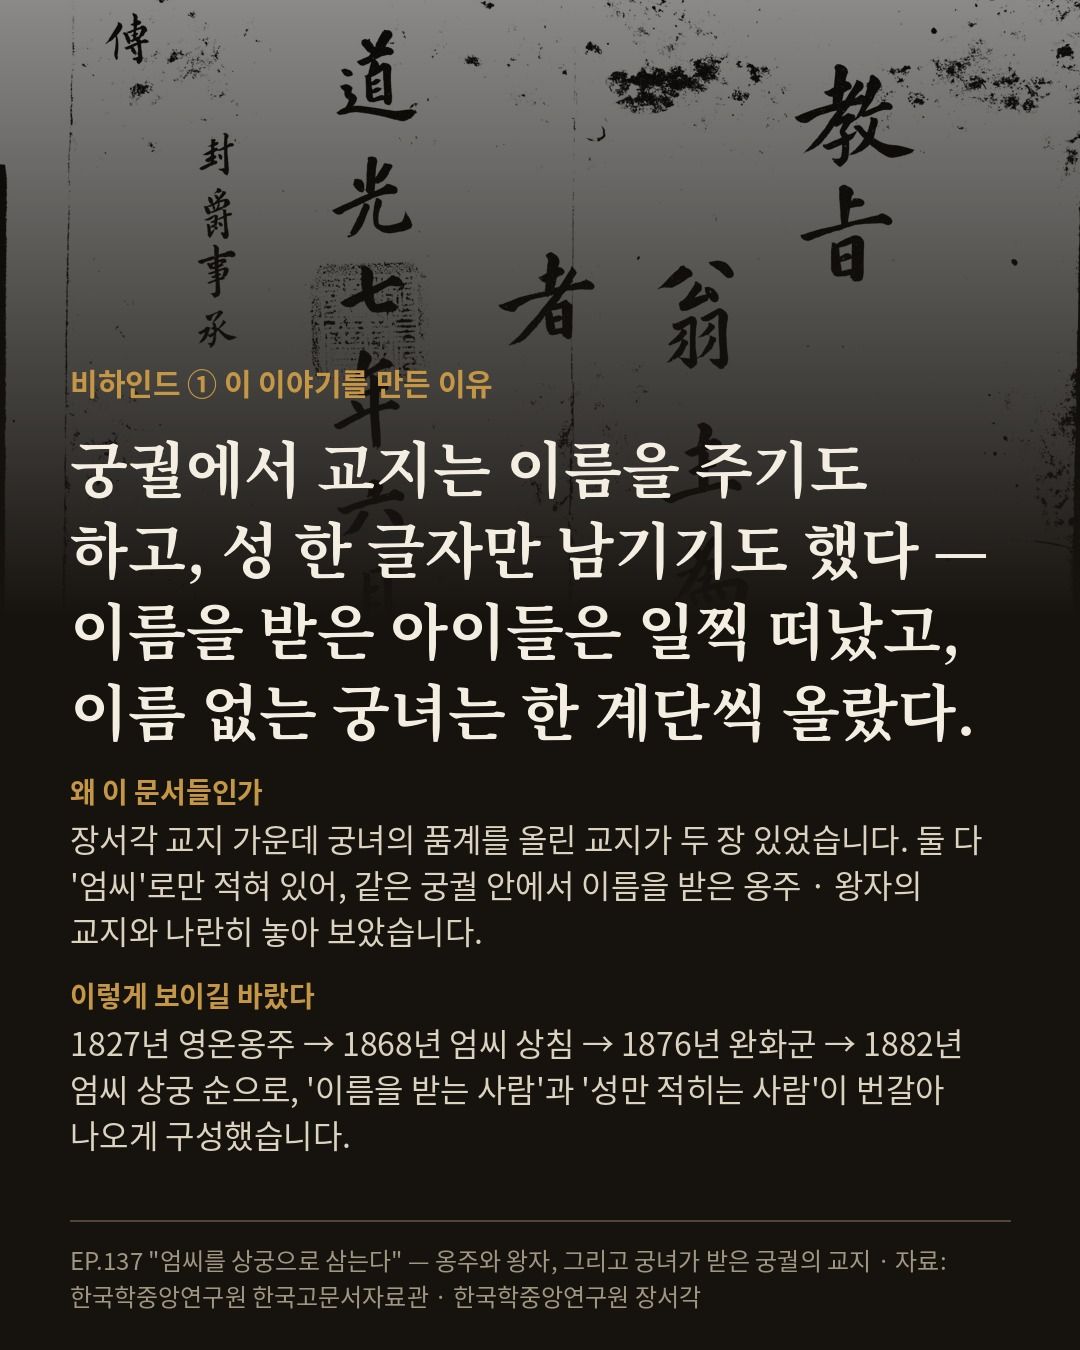 教旨
翁主爲
者
道光七年六日
傳
封爵事承
비하인드 ① 이 이야기를 만든 이유
궁궐에서 교지는 이름을 주기도
하고, 성 한 글자만 남기기도 했다 —
이름을 받은 아이들은 일찍 떠났고,
이름 없는 궁녀는 한 계단씩 올랐다.
왜 이 문서들인가
장서각 교지 가운데 궁녀의 품계를 올린 교지가 두 장 있었습니다. 둘 다
'엄씨'로만 적혀 있어, 같은 궁궐 안에서 이름을 받은 옹주 · 왕자의
교지와 나란히 놓아 보았습니다.
이렇게 보이길 바랐다
1827년 영온옹주 → 1868년 엄씨 상침 → 1876년 완화군 → 1882년
엄씨 상궁 순으로, '이름을 받는 사람'과 '성만 적히는 사람'이 번갈아
나오게 구성했습니다.
EP.137 "엄씨를 상궁으로 삼는다" — 옹주와 왕자, 그리고 궁녀가 받은 궁궐의 교지 · 자료:
한국학중앙연구원 한국고문서자료관 · 한국학중앙연구원 장서각